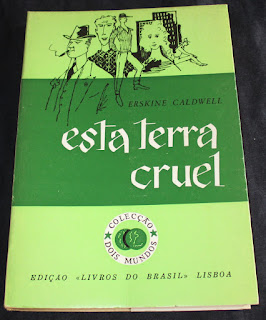 ERSKINE CALDWELL
esta terra
cruel
COLECÇÃO
DOIS MUNDOS
EDIÇÃO «LIVROS DO BRASIL» LISBOA